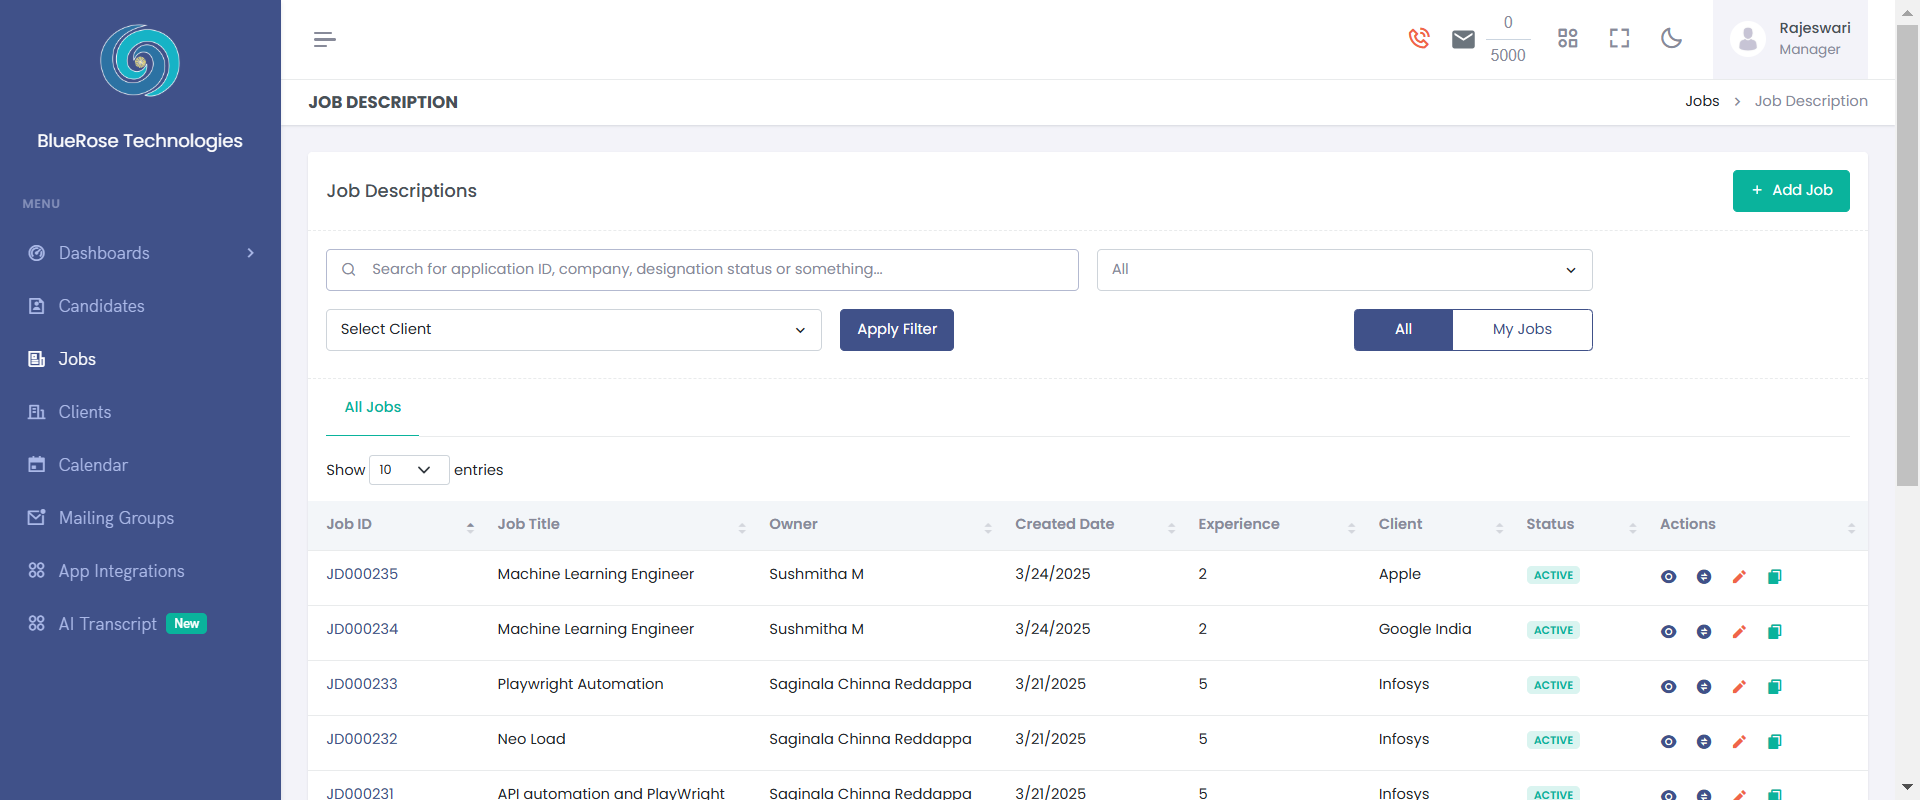 BlueRose Technologies
MENU
Dashboards
Candidates
Jobs
Clients
Calendar
Mailing Groups
App Integrations
AI Transcript New
0
5000
Rajeswari
Manager
JOB DESCRIPTION
Jobs > Job Description
Job Descriptions
+ Add Job
Search for application ID, company, designation status or something...
All
Select Client
Apply Filter
All
My Jobs
All Jobs
Show 10 entries
Job ID Job Title Owner Created Date Experience Client Status Actions
JD000235 Machine Learning Engineer Sushmitha M 3/24/2025 2 Apple ACTIVE
JD000234 Machine Learning Engineer Sushmitha M 3/24/2025 2 Google India ACTIVE
JD000233 Playwright Automation Saginala Chinna Reddappa 3/21/2025 5 Infosys ACTIVE
JD000232 Neo Load Saginala Chinna Reddappa 3/21/2025 5 Infosys ACTIVE
JD000231 API automation and PlayWright Saginala Chinna Reddappa 3/21/2025 5 Infosys ACTIVE